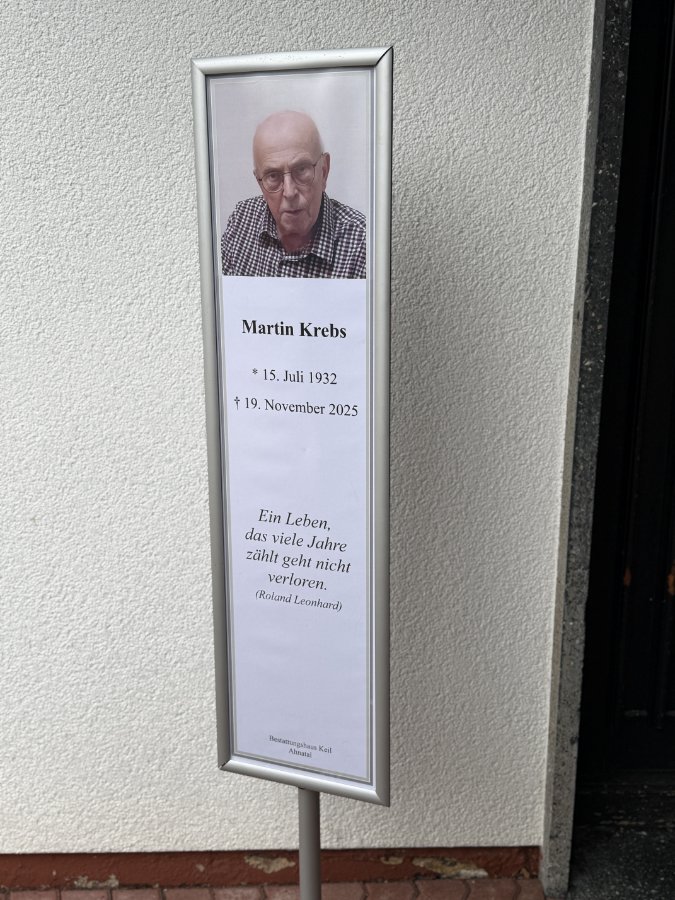 Martin Krebs
* 15. Juli 1932
† 19. November 2025
Ein Leben,
das viele Jahre
zählt geht nicht
verloren.
(Roland Leonhard)
Bestattungshaus Keil
Ahnatal